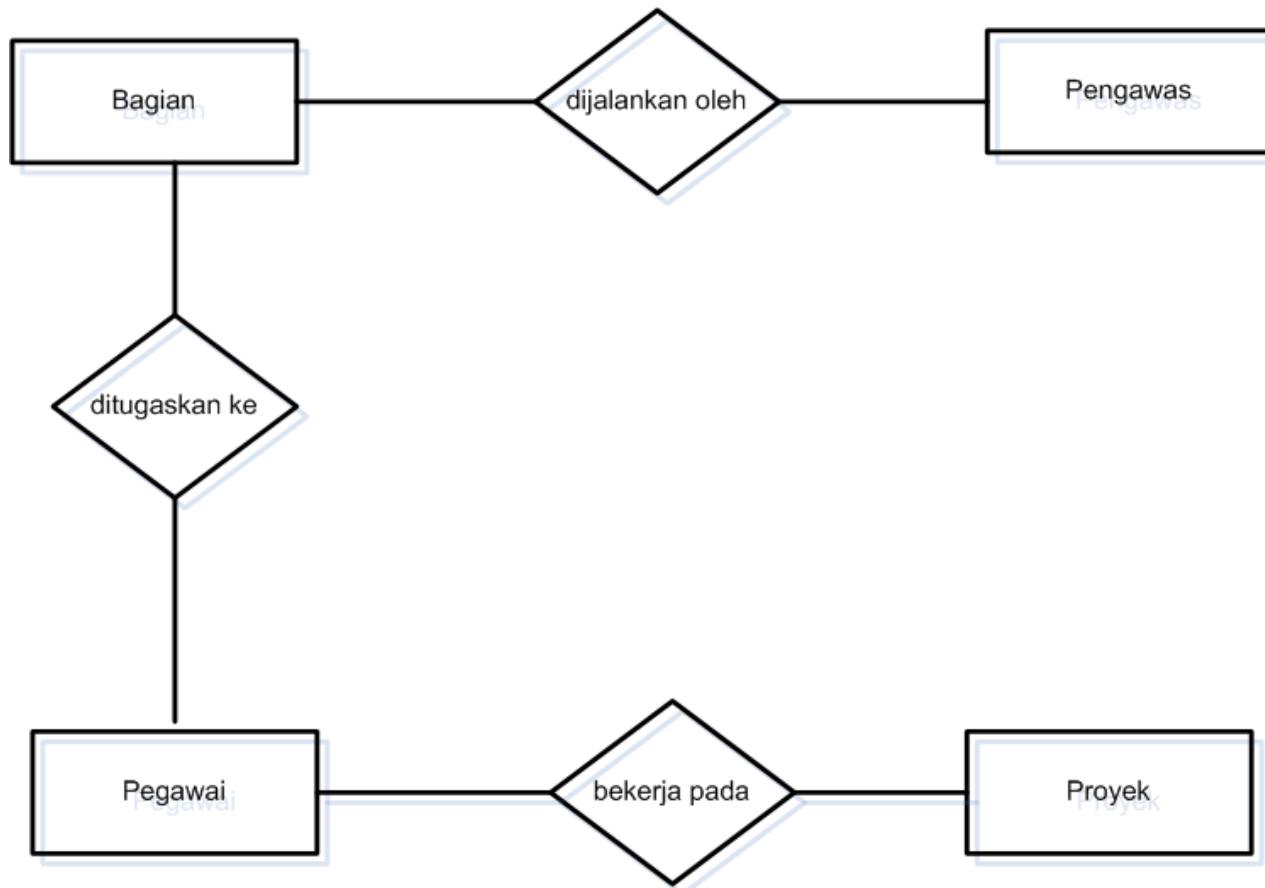 Bagian
dijalankan oleh
Pengawas
ditugaskan ke
Pegawai
bekerja pada
Proyek